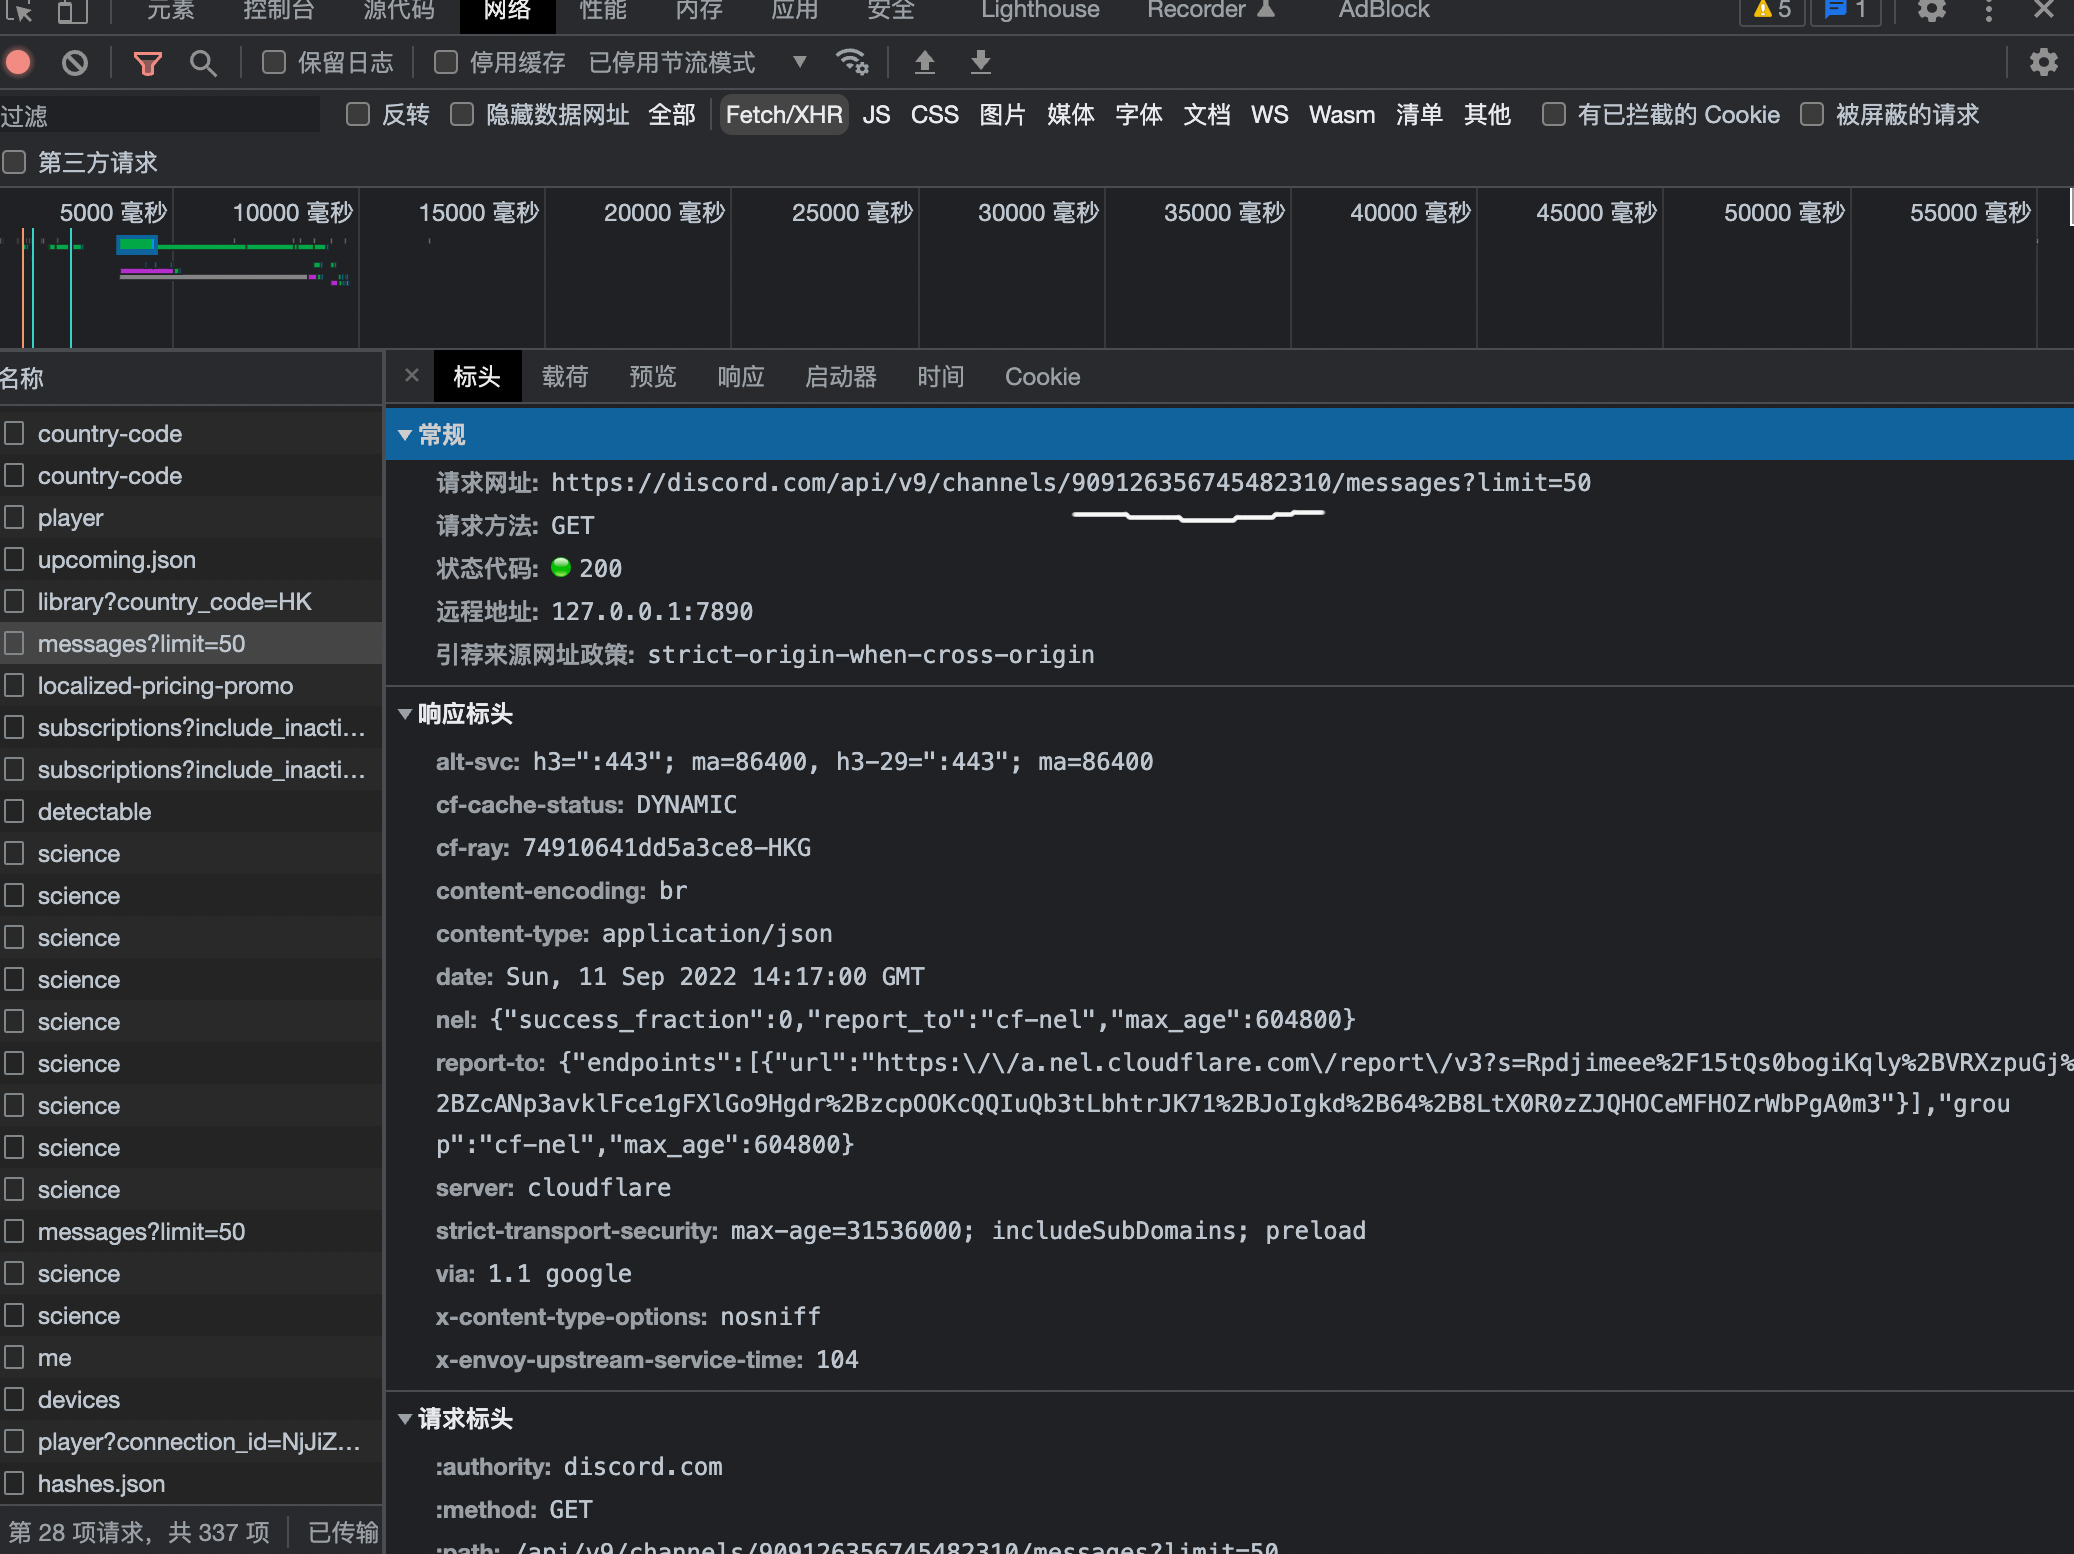 元素 控制台 源代码 网络 性能 内存 应用 安全 Lighthouse Recorder AdBlock 5 1
保留日志 停用缓存 已停用节流模式
过滤 反转 隐藏数据网址 全部 Fetch/XHR JS CSS 图片 媒体 字体 文档 WS Wasm 清单 其他 有已拦截的 Cookie 被屏蔽的请求
第三方请求
5000 毫秒 10000 毫秒 15000 毫秒 20000 毫秒 25000 毫秒 30000 毫秒 35000 毫秒 40000 毫秒 45000 毫秒 50000 毫秒 55000 毫秒
名称
country-code
country-code
player
upcoming.json
library?country_code=HK
messages?limit=50
localized-pricing-promo
subscriptions?include_inacti…
subscriptions?include_inacti…
detectable
science
science
science
science
science
science
science
science
science
messages?limit=50
science
science
me
devices
player?connection_id=NjJiZ…
hashes.json
第 28 项请求，共 337 项 已传输
标头 载荷 预览 响应 启动器 时间 Cookie
常规
请求网址: https://discord.com/api/v9/channels/909126356745482310/messages?limit=50
请求方法: GET
状态代码: 200
远程地址: 127.0.0.1:7890
引荐来源网址政策: strict-origin-when-cross-origin
响应标头
alt-svc: h3=":443"; ma=86400, h3-29=":443"; ma=86400
cf-cache-status: DYNAMIC
cf-ray: 74910641dd5a3ce8-HKG
content-encoding: br
content-type: application/json
date: Sun, 11 Sep 2022 14:17:00 GMT
nel: {"success_fraction":0,"report_to":"cf-nel","max_age":604800}
report-to: {"endpoints":[{"url":"https:\/\/a.nel.cloudflare.com\/report\/v3?s=Rpdjimeee%2F15tQs0bogiKqly%2BVRXzpuGj%
2BZcANp3avklFce1gFXlGo9Hgdr%2BzcpOOKcQQIuQb3tLbhtrJK71%2BJoIgkd%2B64%2B8LtX0R0zZJQHOCeMFHOZrWbPgA0m3"}],"grou
p":"cf-nel","max_age":604800}
server: cloudflare
strict-transport-security: max-age=31536000; includeSubDomains; preload
via: 1.1 google
x-content-type-options: nosniff
x-envoy-upstream-service-time: 104
请求标头
:authority: discord.com
:method: GET
:path: /api/v9/channels/909126356745482310/messages?limit=50